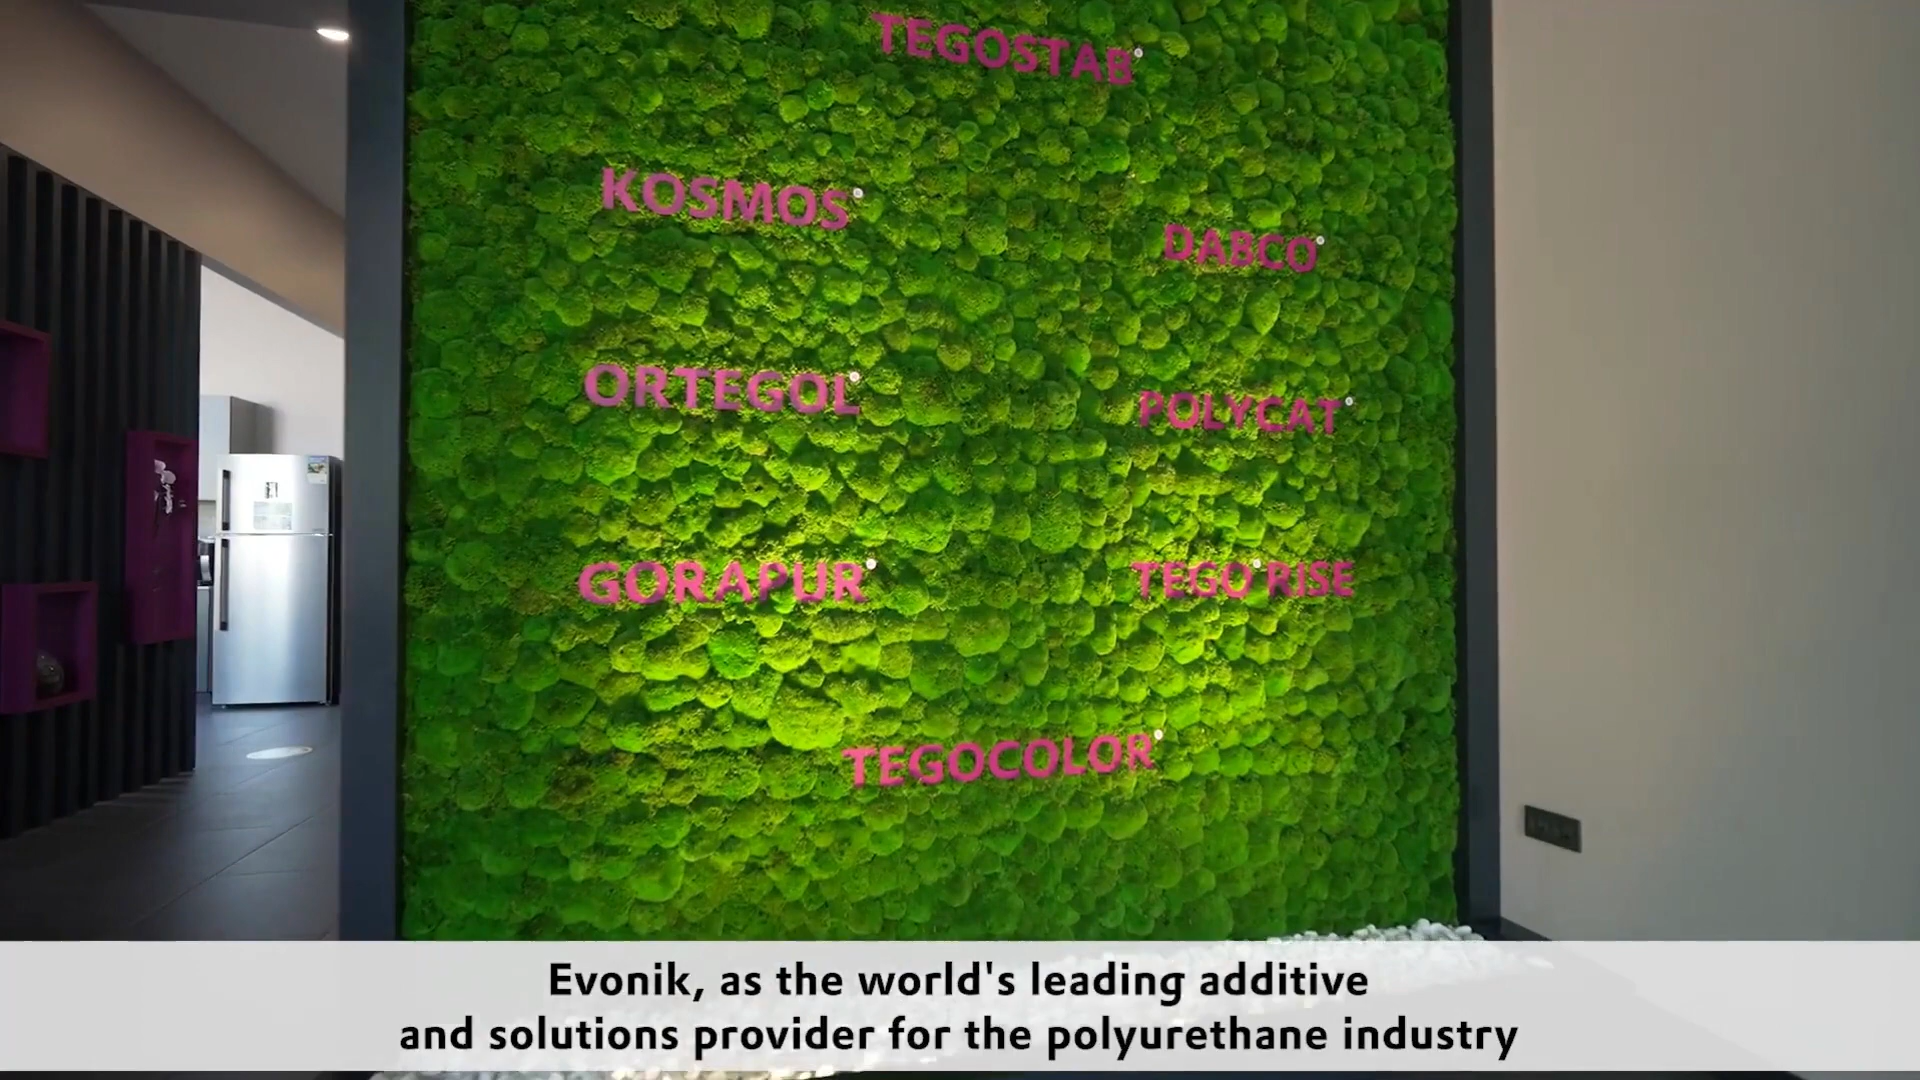 TEGOSTAB®
KOSMOS®
DABCO®
ORTEGOL®
POLYCAT®
GORAPUR®
TEGO® RISE
TEGOCOLOR®
Evonik, as the world's leading additive
and solutions provider for the polyurethane industry